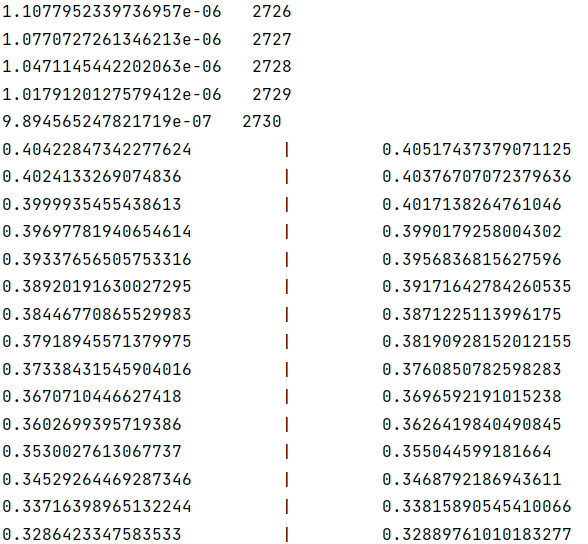 1.1077952339736957e-06   2726
1.0770727261346213e-06   2727
1.0471145442202063e-06   2728
1.0179120127579412e-06   2729
9.894565247821719e-07   2730
0.40422847342277624          |          0.40517437379071125
0.4024133269074836           |          0.40376707072379636
0.3999935455438613           |          0.4017138264761046
0.39697781940654614          |          0.3990179258004302
0.39337656505753316          |          0.3956836815627596
0.38920191630027295          |          0.39171642784260535
0.38446770865529983          |          0.3871225113996175
0.37918945571379975          |          0.38190928152012155
0.37338431545904016          |          0.3760850782598283
0.3670710446627418           |          0.3696592191015238
0.3602699395719386           |          0.3626419840490845
0.3530027613067737           |          0.355044599181664
0.34529264469287346          |          0.3468792186943611
0.33716398965132244          |          0.33815890545410066
0.3286423347583533           |          0.32889761010183277